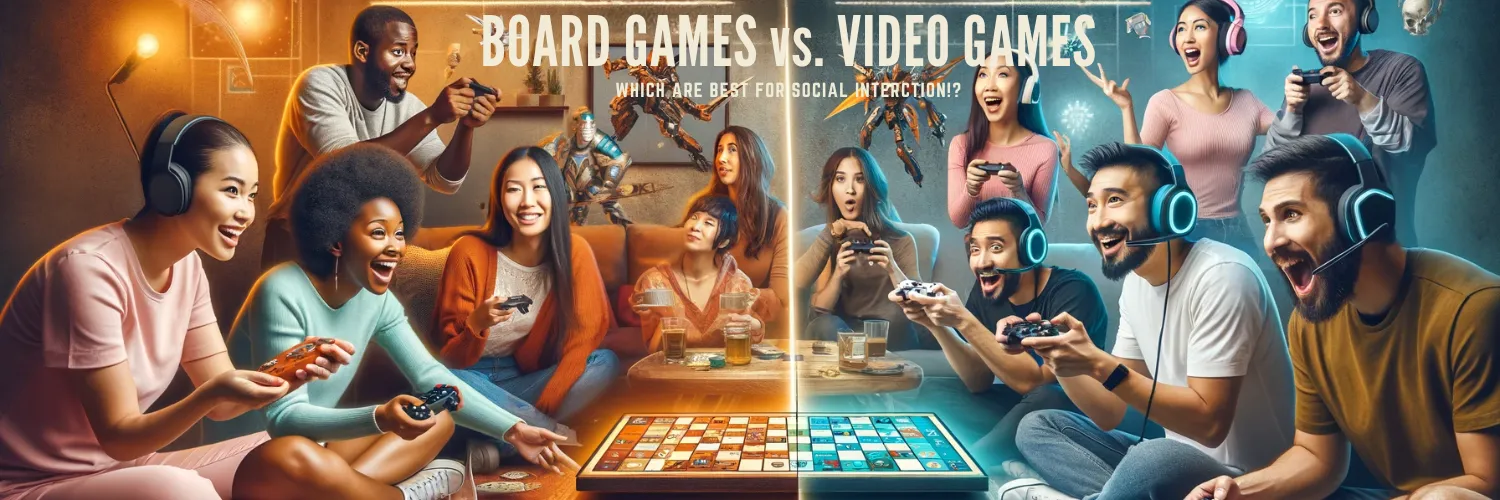 BOARD GAMES vs. VIDEO GAMES
WHICH ARE BEST FOR SOCIAL INTERCTION!?